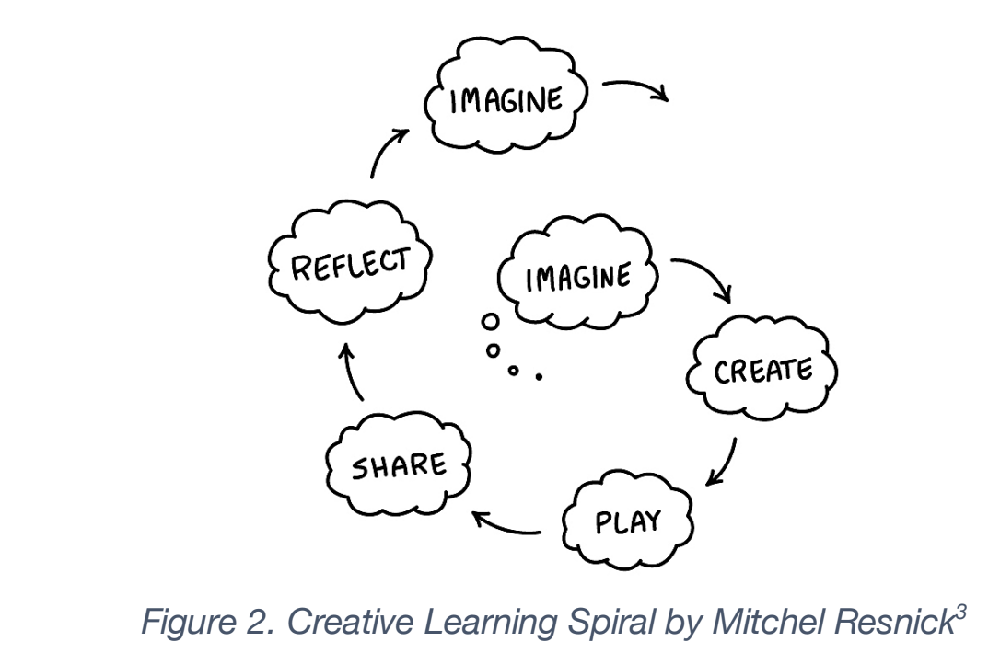 IMAGINE
CREATE
PLAY
SHARE
REFLECT
IMAGINE
Figure 2. Creative Learning Spiral by Mitchel Resnick³